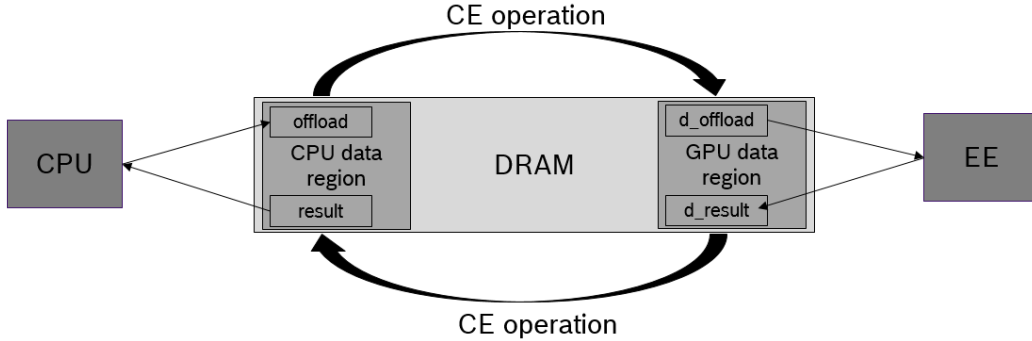 CE operation
offload
d_offload
CPU
CPU data
region
DRAM
GPU data
region
EE
result
d_result
CE operation